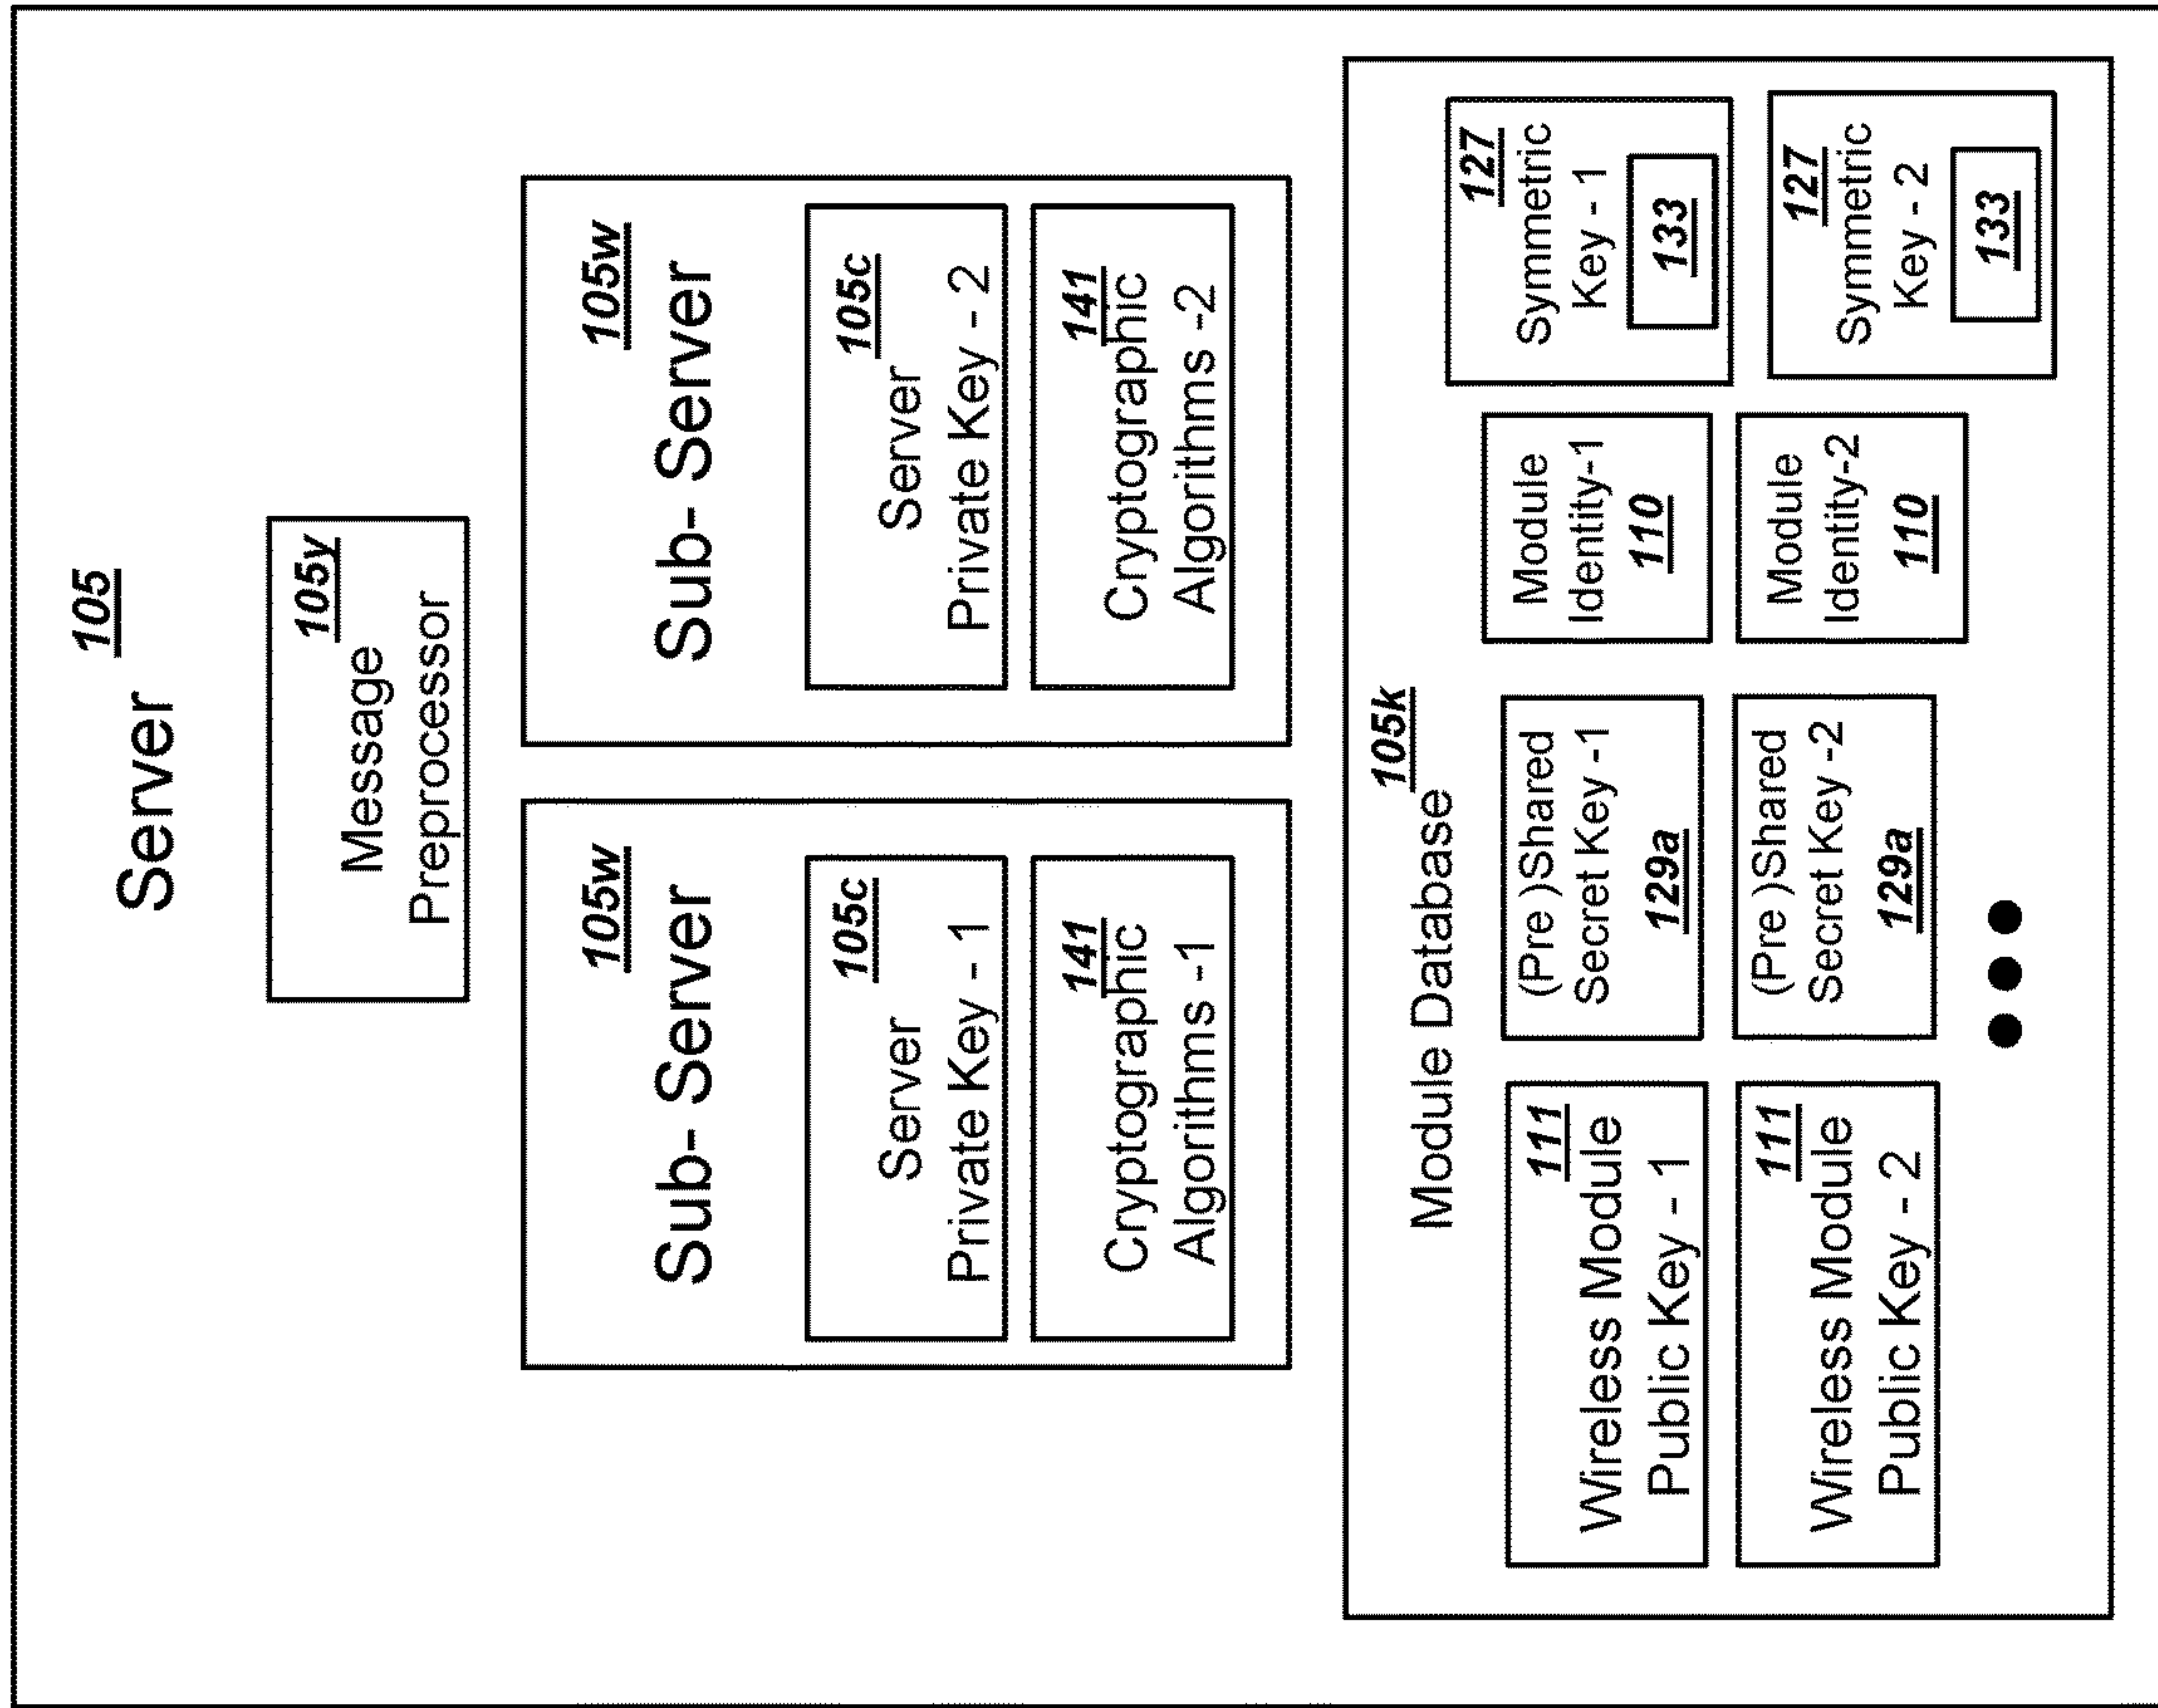 Server
105
105y
Message
Preprocessor
105w
Sub- Server
105c
Server
Private Key - 1
141
Cryptographic
Algorithms -1
105w
Sub- Server
105c
Server
Private Key - 2
141
Cryptographic
Algorithms -2
Module Database
105k
111
Wireless Module
Public Key - 1
(Pre )Shared
Secret Key -1
129a
Module
Identity-1
110
127
Symmetric
Key - 1
133
111
Wireless Module
Public Key - 2
(Pre )Shared
Secret Key -2
129a
Module
Identity-2
110
127
Symmetric
Key - 2
133